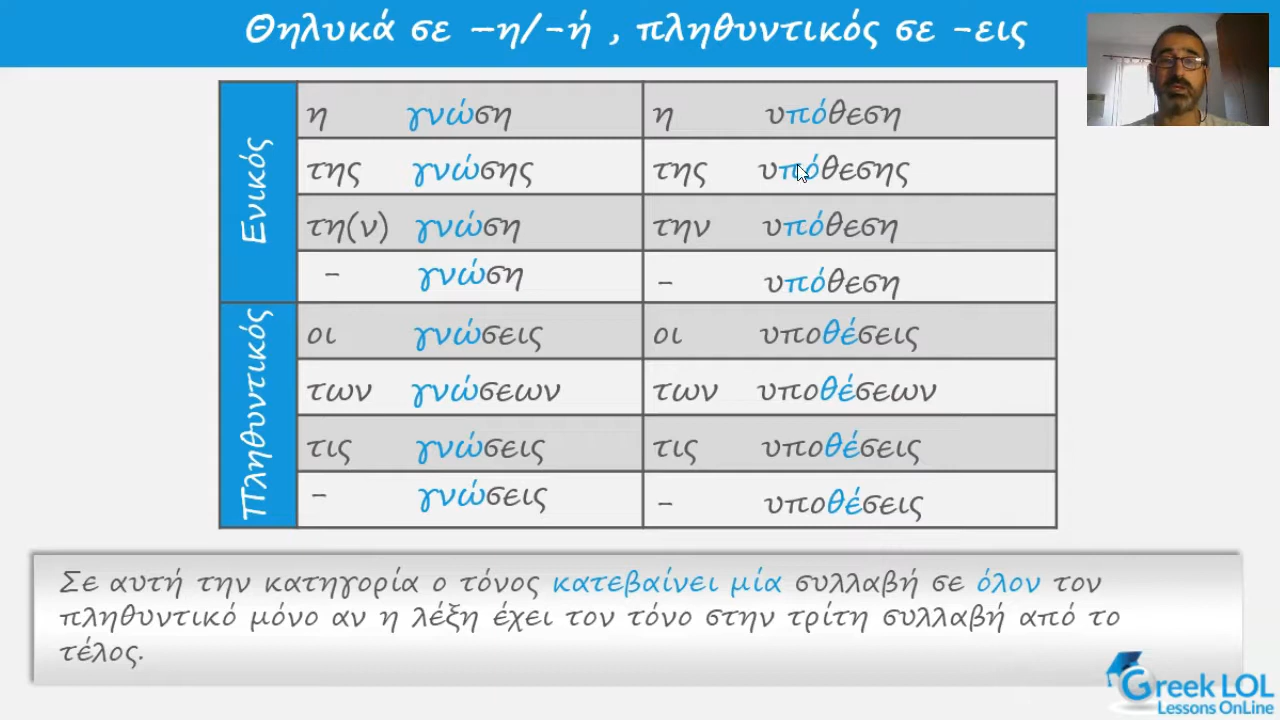 Θηλυκά σε –η/-ή , πληθυντικός σε -εις
Ενικός
η γνώση η υπόθεση
της γνώσης της υπόθεσης
τη(ν) γνώση την υπόθεση
- γνώση - υπόθεση
Πληθυντικός
οι γνώσεις οι υποθέσεις
των γνώσεων των υποθέσεων
τις γνώσεις τις υποθέσεις
- γνώσεις - υποθέσεις
Σε αυτή την κατηγορία ο τόνος κατεβαίνει μία συλλαβή σε όλον τον
πληθυντικό μόνο αν η λέξη έχει τον τόνο στην τρίτη συλλαβή από το
τέλος.
Greek LOL
Lessons OnLine